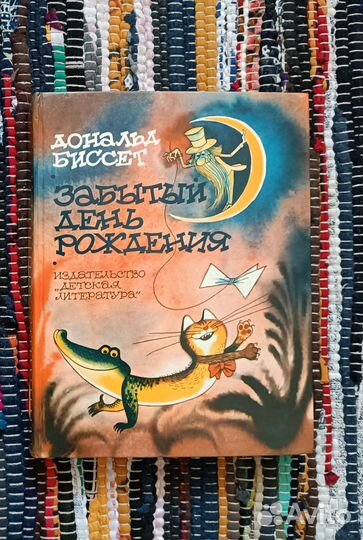 ДОНАЛЬД
БИССЕТ
ЗАБЫТЫЙ
ДЕНЬ
РОЖДЕНИЯ
ИЗДАТЕЛЬСТВО
„ДЕТСКАЯ
ЛИТЕРАТУРА“
Avito